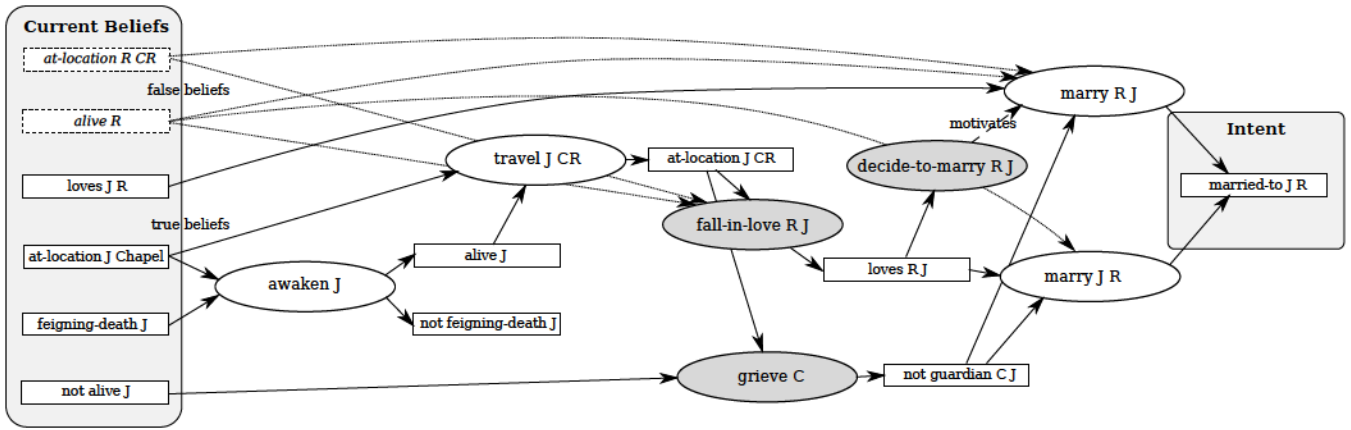 Current Beliefs
at-location R CR
false beliefs
alive R
loves J R
true beliefs
at-location J Chapel
feigning-death J
not alive J
awaken J
alive J
not feigning-death J
travel J CR
at-location J CR
fall-in-love R J
grieve C
loves R J
not guardian C J
decide-to-marry R J
motivates
marry R J
marry J R
Intent
married-to J R